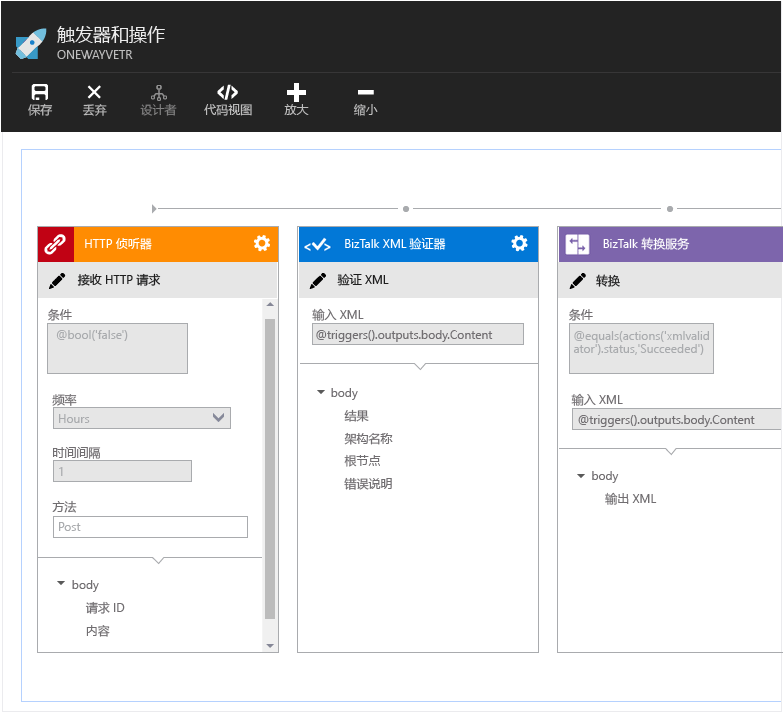 触发器和操作
ONEWAYVETR
保存
丢弃
设计者
代码视图
放大
缩小
HTTP 侦听器
接收 HTTP 请求
条件
@bool('false')
频率
Hours
时间间隔
1
方法
Post
body
请求 ID
内容
BizTalk XML 验证器
验证 XML
输入 XML
@triggers().outputs.body.Content
body
结果
架构名称
根节点
错误说明
BizTalk 转换服务
转换
条件
@equals(actions('xmlvalid
ator').status,'Succeeded')
输入 XML
@triggers().outputs.body.Content
body
输出 XML